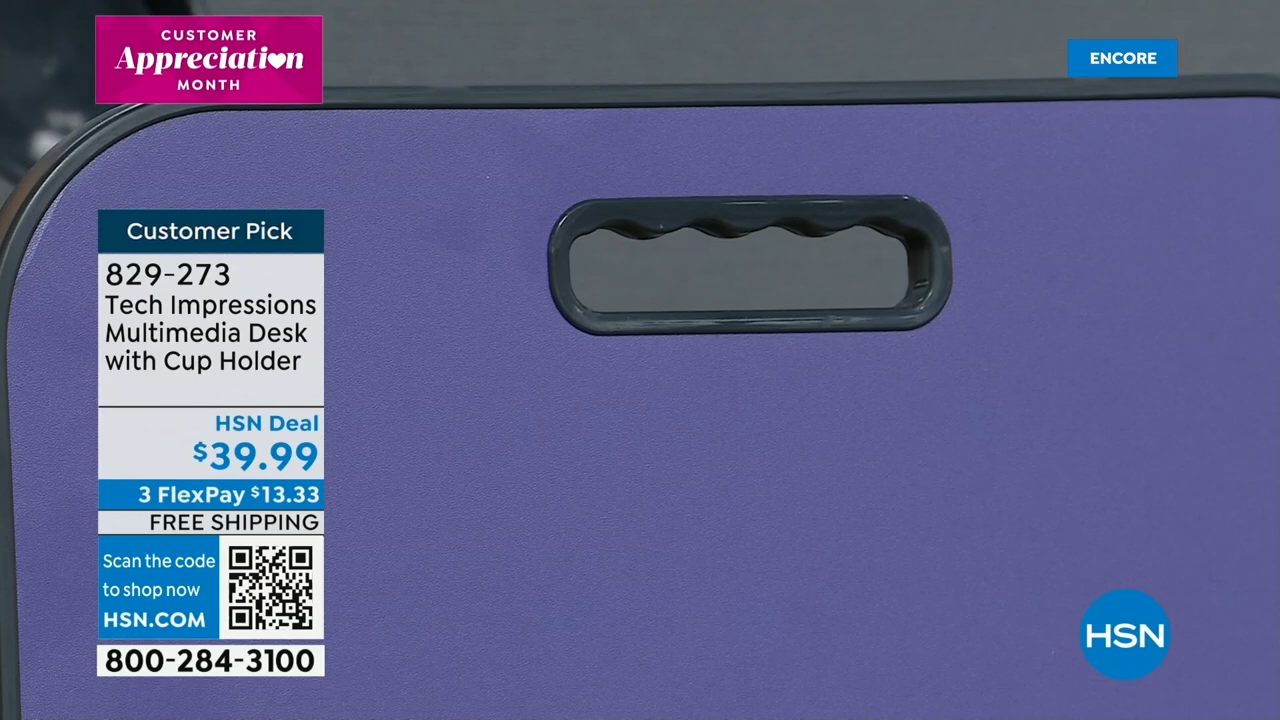 CUSTOMER
Appreciation
MONTH
ENCORE
Customer Pick
829-273
Tech Impressions
Multimedia Desk
with Cup Holder
HSN Deal
$39.99
3 FlexPay $13.33
FREE SHIPPING
Scan the code
to shop now
HSN.COM
800-284-3100
HSN